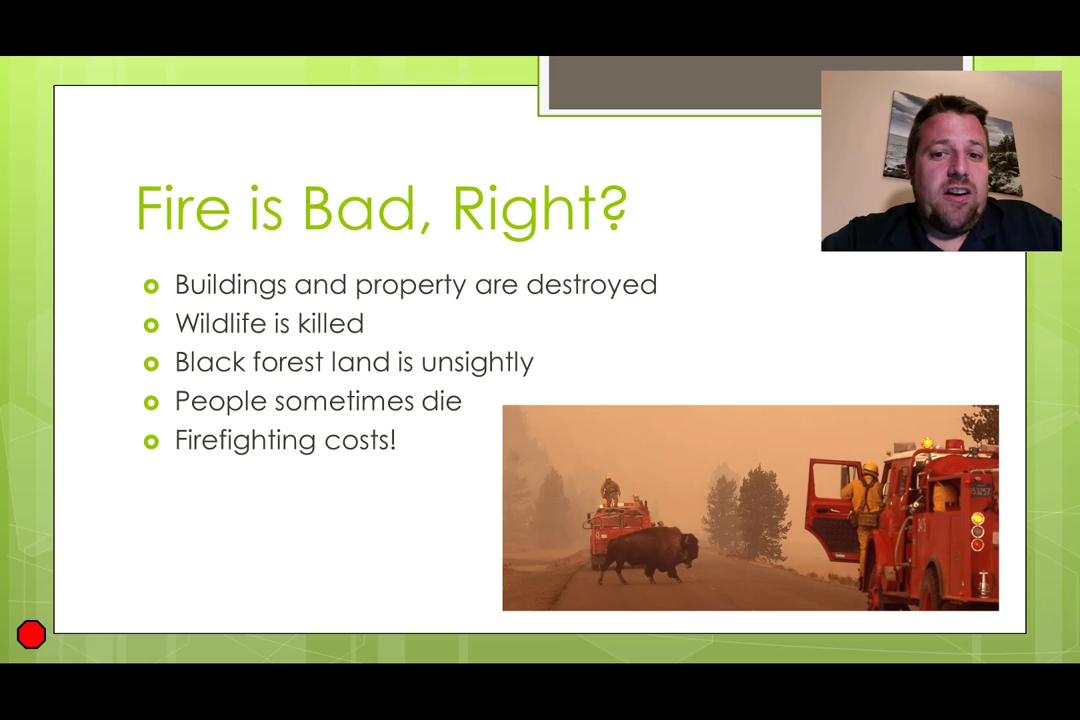 Fire is Bad, Right?
Buildings and property are destroyed
Wildlife is killed
Black forest land is unsightly
People sometimes die
Firefighting costs!